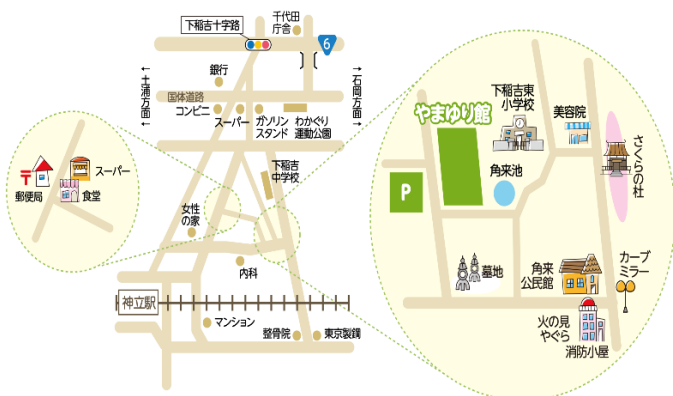 下稲吉十字路
千代田
庁舎
6
銀行
↑
土浦方面
石岡方面
↓
国体道路
コンビニ
スーパー
ガソリン
スタンド
わかぐり
運動公園
下稲吉
中学校
〒
郵便局
スーパー
食堂
女性
の家
内科
神立駅
マンション
整骨院
東京製鋼
やまゆり館
下稲吉東
小学校
美容院
さくらの杜
P
角来池
墓地
角来
公民館
カーブ
ミラー
火の見
やぐら
消防小屋